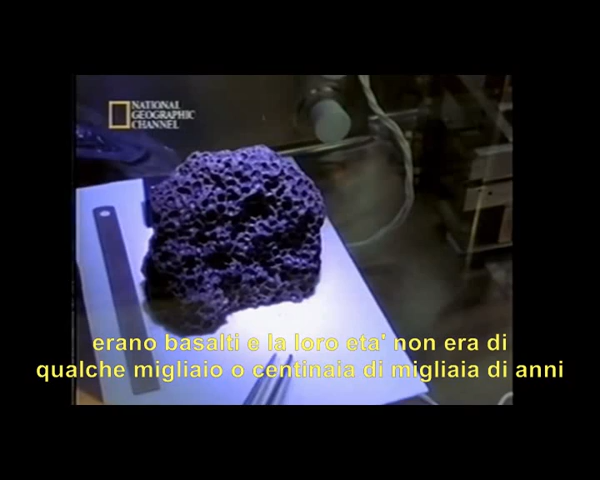 NATIONAL
GEOGRAPHIC
CHANNEL
erano basalti e la loro eta' non era di
qualche migliaio o centinaia di migliaia di anni